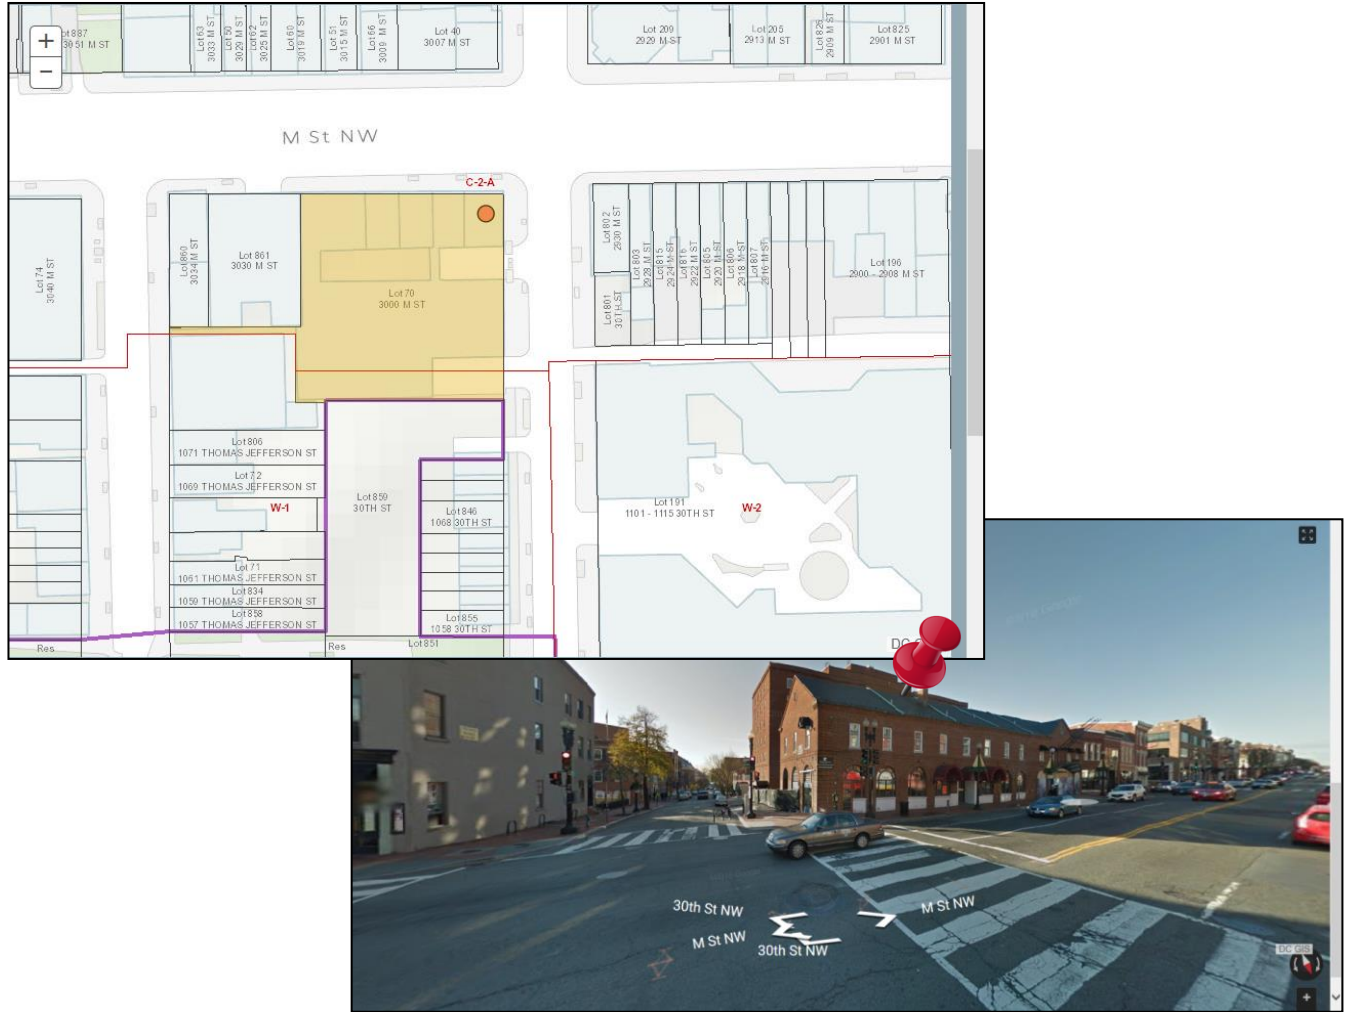 +
−
Lot 887
3051 M ST
Lot 63
3033 M ST
Lot 50
3029 M ST
Lot 62
3025 M ST
Lot 60
3019 M ST
Lot 51
3015 M ST
Lot 66
3009 M ST
Lot 40
3007 M ST
Lot 209
2929 M ST
Lot 205
2913 M ST
Lot 826
2909 M ST
Lot 825
2901 M ST
M St NW
C-2-A
Lot 74
3040 M ST
Lot 860
3034 M ST
Lot 861
3030 M ST
Lot 70
3000 M ST
Lot 802
2930 M ST
Lot 801
30TH ST
Lot 803
2928 M ST
Lot 815
2924 M ST
Lot 816
2922 M ST
Lot 805
2920 M ST
Lot 806
2918 M ST
Lot 807
2916 M ST
Lot 196
2900 - 2908 M ST
Lot 806
1071 THOMAS JEFFERSON ST
Lot 72
1069 THOMAS JEFFERSON ST
W-1
Lot 71
1061 THOMAS JEFFERSON ST
Lot 834
1059 THOMAS JEFFERSON ST
Lot 858
1057 THOMAS JEFFERSON ST
Lot 859
30TH ST
Lot 846
1068 30TH ST
Lot 855
1058 30TH ST
Lot 191
1101 - 1115 30TH ST
W-2
Res
Res
Lot 851
DC G
30th St NW
M St NW
M St NW
30th St NW
DC GIS
+